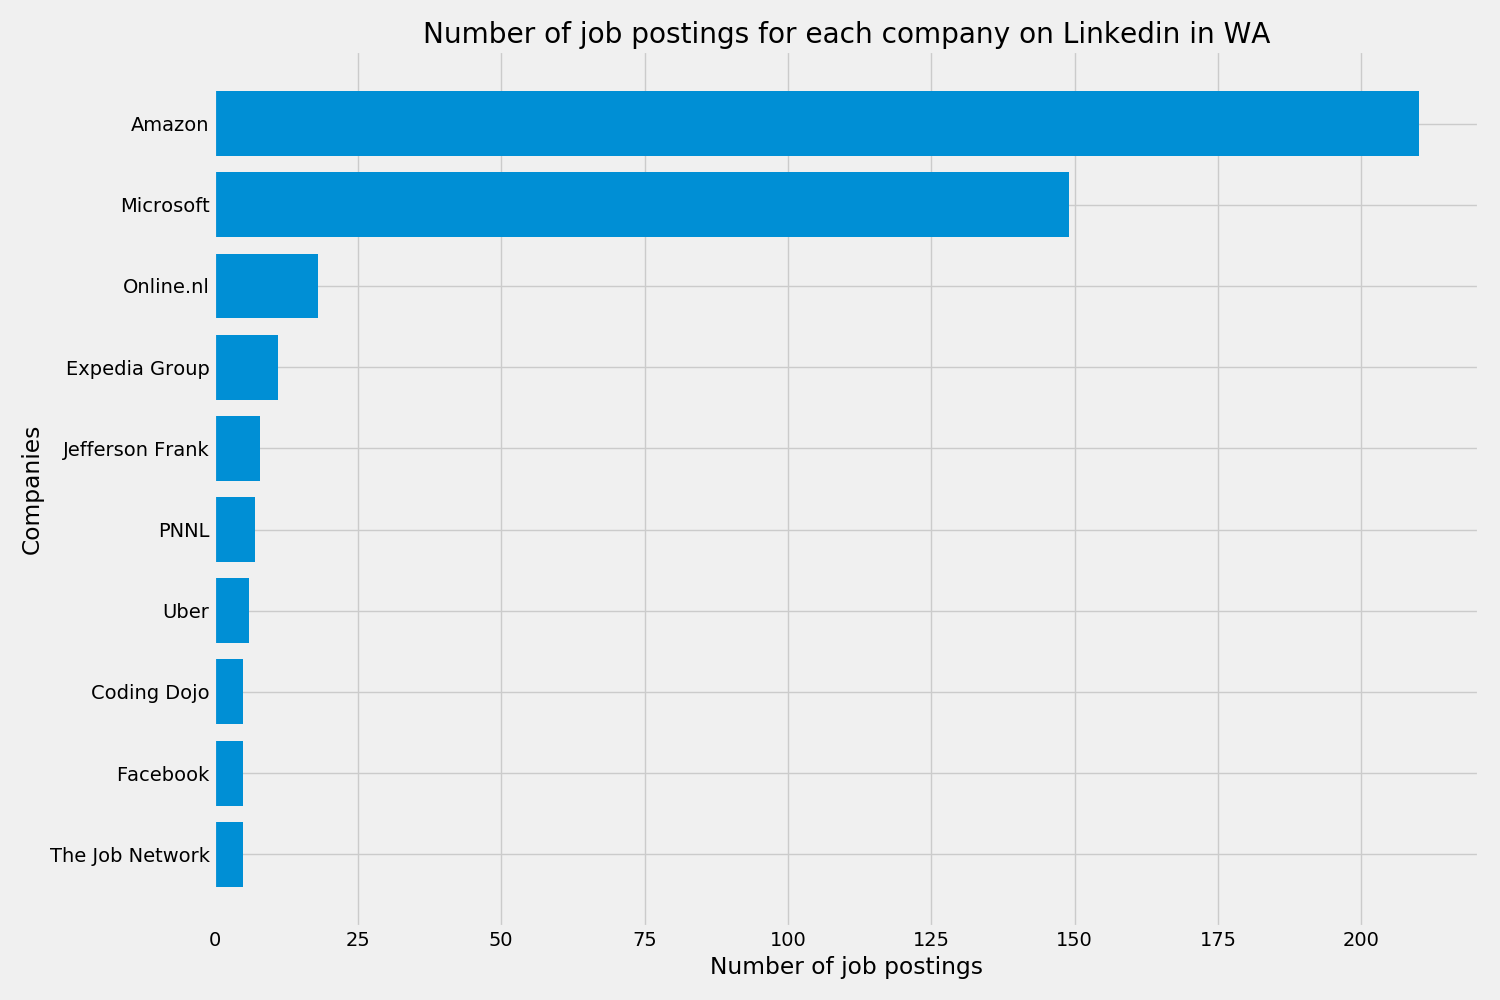 Number of job postings for each company on Linkedin in WA
Amazon
Microsoft
Online.nl
Expedia Group
Jefferson Frank
PNNL
Uber
Coding Dojo
Facebook
The Job Network
Companies
0 25 50 75 100 125 150 175 200
Number of job postings